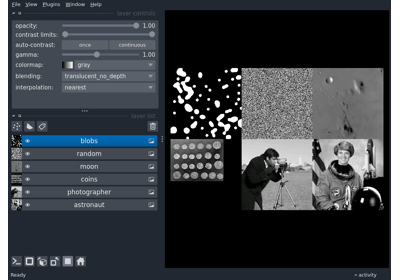 File View Plugins Window Help
layer controls
opacity: 1.00
contrast limits:
auto-contrast: once continuous
gamma: 1.00
colormap: gray
blending: translucent_no_depth
interpolation: nearest
layer list
blobs
random
moon
coins
photographer
astronaut
Ready activity